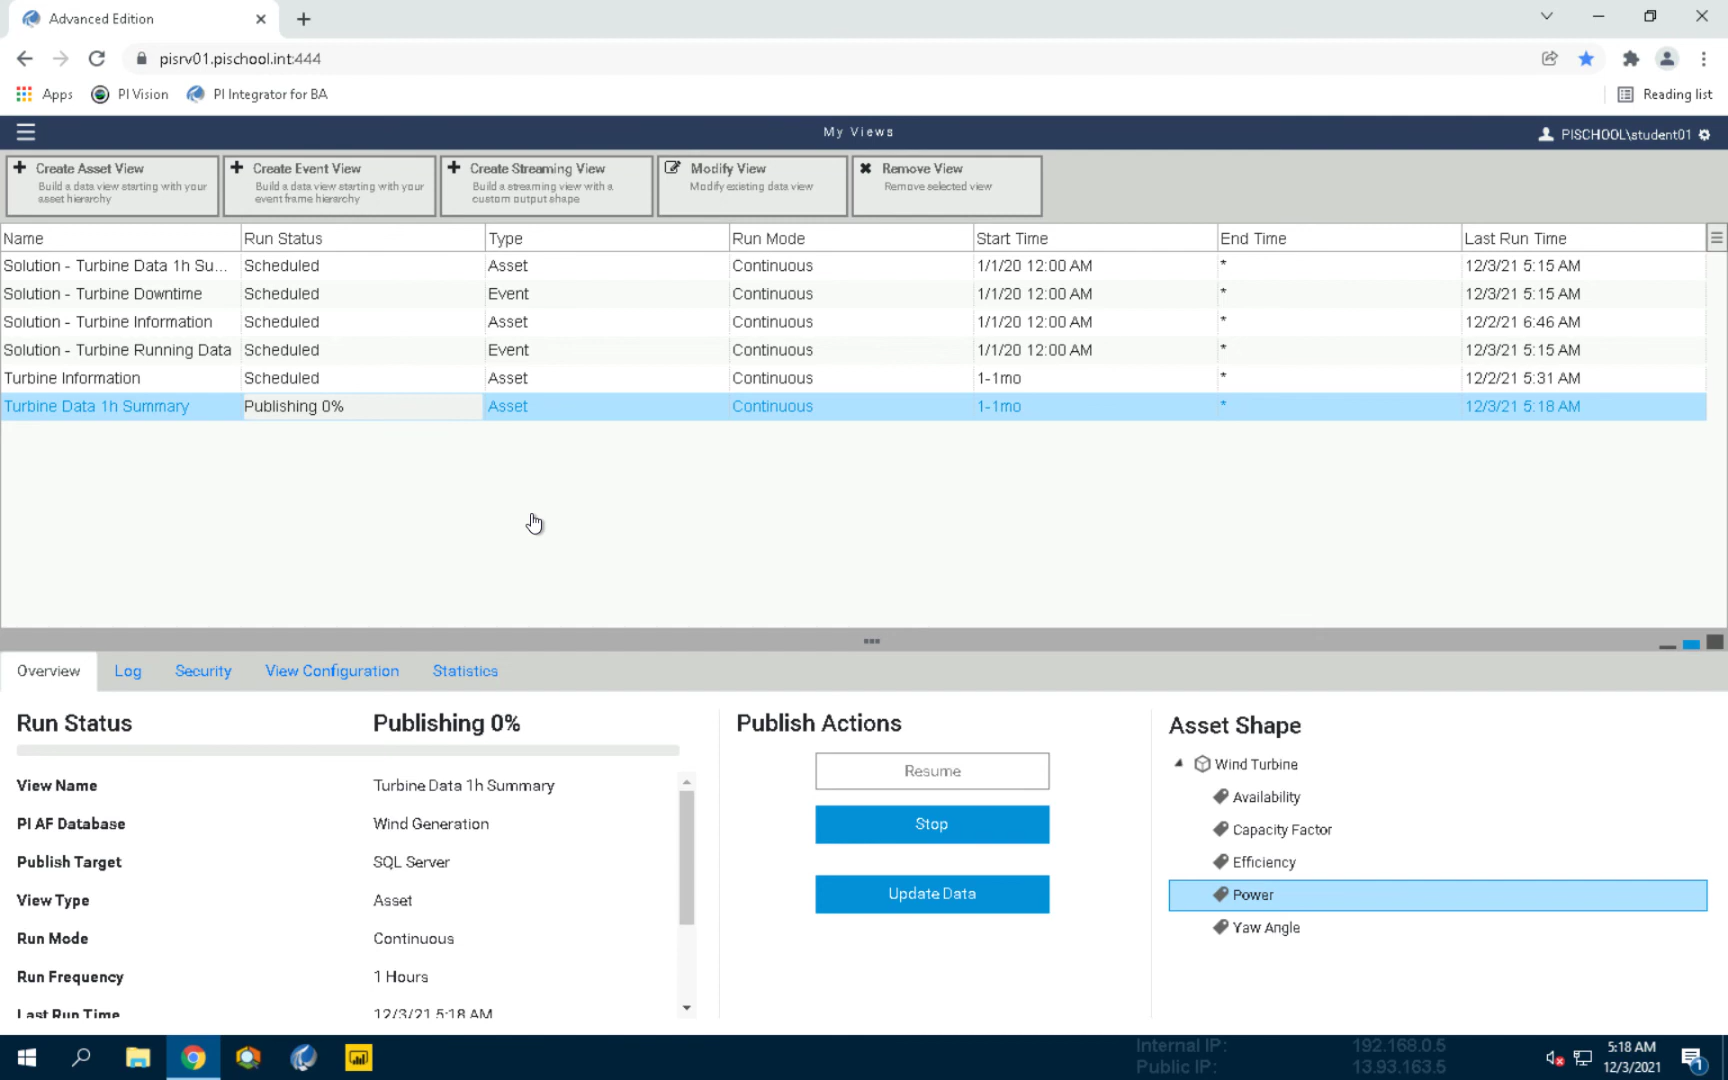 Advanced Edition
pisrv01.pischool.int:444
Apps PI Vision PI Integrator for BA Reading list
My Views PISCHOOL\student01
Create Asset View
Build a data view starting with your
asset hierarchy
Create Event View
Build a data view starting with your
event frame hierarchy
Create Streaming View
Build a streaming view with a
custom output shape
Modify View
Modify existing data view
Remove View
Remove selected view
Name Run Status Type Run Mode Start Time End Time Last Run Time
Solution - Turbine Data 1h Su... Scheduled Asset Continuous 1/1/20 12:00 AM * 12/3/21 5:15 AM
Solution - Turbine Downtime Scheduled Event Continuous 1/1/20 12:00 AM * 12/3/21 5:15 AM
Solution - Turbine Information Scheduled Asset Continuous 1/1/20 12:00 AM * 12/2/21 6:46 AM
Solution - Turbine Running Data Scheduled Event Continuous 1/1/20 12:00 AM * 12/3/21 5:15 AM
Turbine Information Scheduled Asset Continuous 1-1mo * 12/2/21 5:31 AM
Turbine Data 1h Summary Publishing 0% Asset Continuous 1-1mo * 12/3/21 5:18 AM
Overview Log Security View Configuration Statistics
Run Status Publishing 0%
View Name Turbine Data 1h Summary
PI AF Database Wind Generation
Publish Target SQL Server
View Type Asset
Run Mode Continuous
Run Frequency 1 Hours
Last Run Time 12/3/21 5:18 AM
Publish Actions
Resume
Stop
Update Data
Asset Shape
Wind Turbine
Availability
Capacity Factor
Efficiency
Power
Yaw Angle
Internal IP: 192.168.0.5
Public IP: 13.93.163.5
5:18 AM
12/3/2021
1